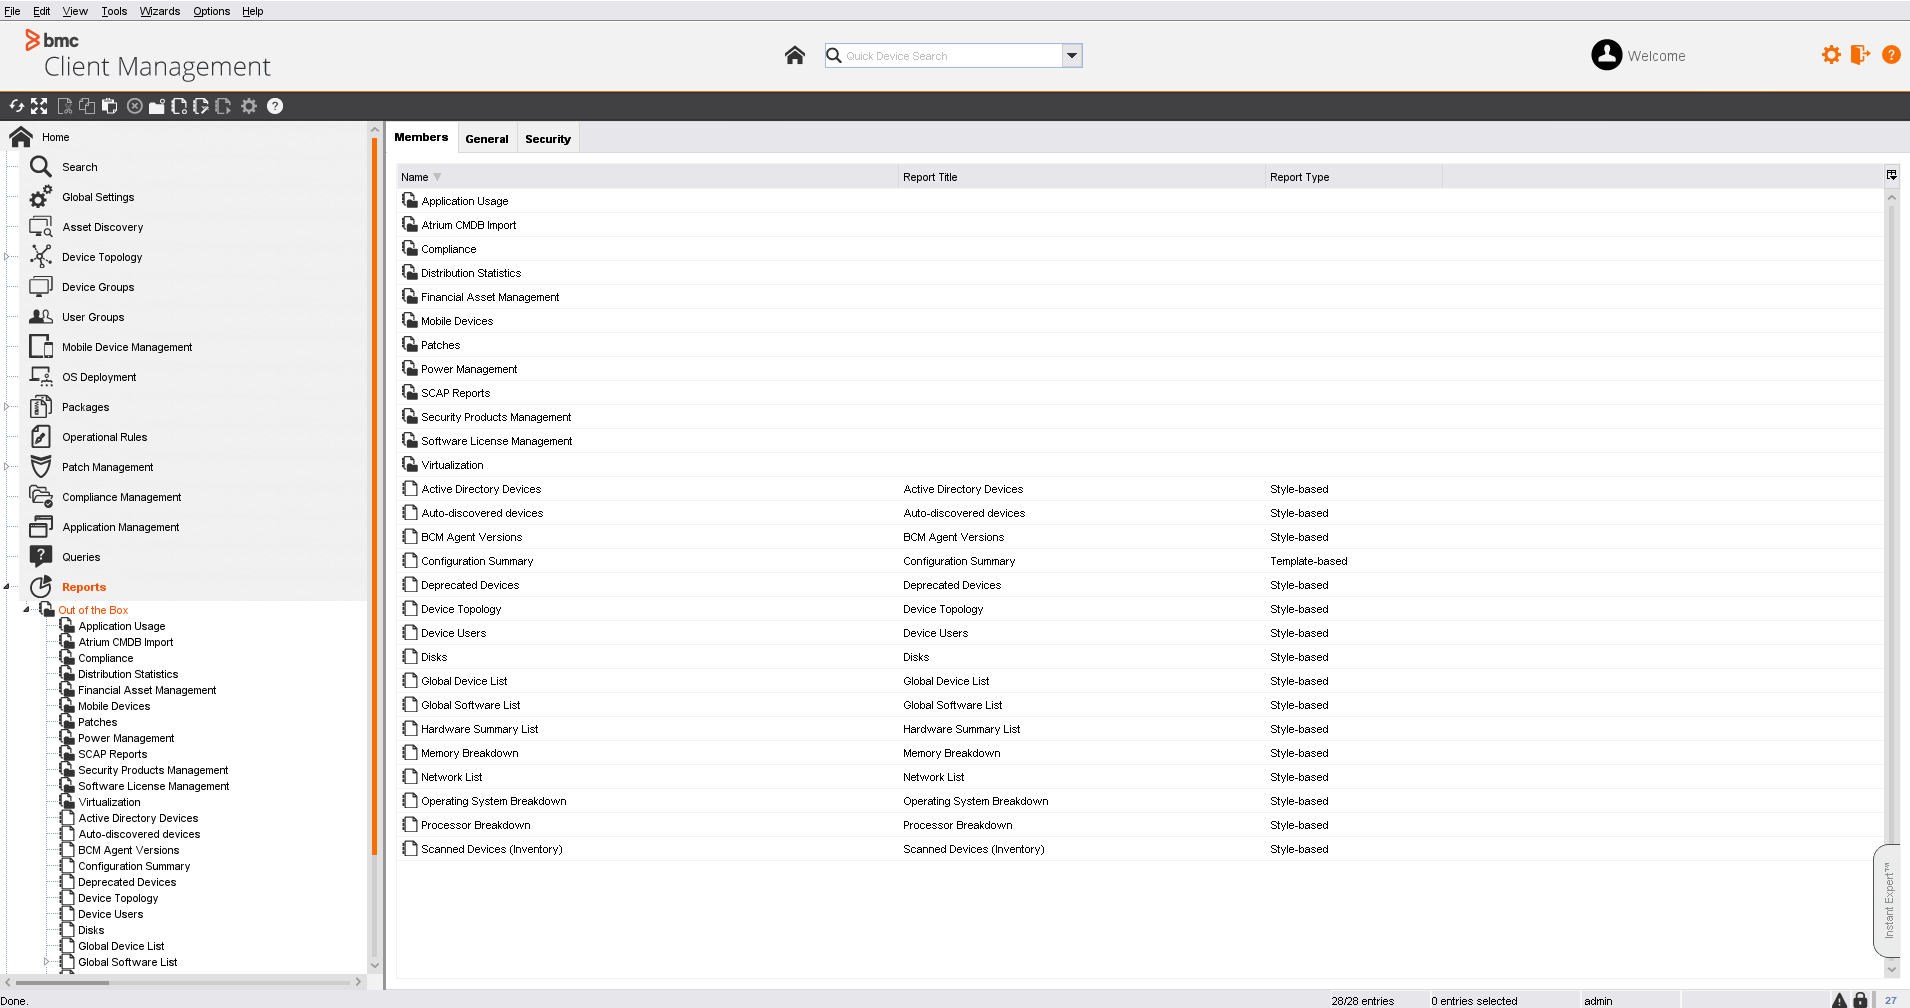 File Edit View Tools Wizards Options Help
bmc
Client Management
Quick Device Search
Welcome
Home
Search
Global Settings
Asset Discovery
Device Topology
Device Groups
User Groups
Mobile Device Management
OS Deployment
Packages
Operational Rules
Patch Management
Compliance Management
Application Management
Queries
Reports
Out of the Box
Application Usage
Atrium CMDB Import
Compliance
Distribution Statistics
Financial Asset Management
Mobile Devices
Patches
Power Management
SCAP Reports
Security Products Management
Software License Management
Virtualization
Active Directory Devices
Auto-discovered devices
BCM Agent Versions
Configuration Summary
Deprecated Devices
Device Topology
Device Users
Disks
Global Device List
Global Software List
Members General Security
Name Report Title Report Type
Application Usage
Atrium CMDB Import
Compliance
Distribution Statistics
Financial Asset Management
Mobile Devices
Patches
Power Management
SCAP Reports
Security Products Management
Software License Management
Virtualization
Active Directory Devices Active Directory Devices Style-based
Auto-discovered devices Auto-discovered devices Style-based
BCM Agent Versions BCM Agent Versions Style-based
Configuration Summary Configuration Summary Template-based
Deprecated Devices Deprecated Devices Style-based
Device Topology Device Topology Style-based
Device Users Device Users Style-based
Disks Disks Style-based
Global Device List Global Device List Style-based
Global Software List Global Software List Style-based
Hardware Summary List Hardware Summary List Style-based
Memory Breakdown Memory Breakdown Style-based
Network List Network List Style-based
Operating System Breakdown Operating System Breakdown Style-based
Processor Breakdown Processor Breakdown Style-based
Scanned Devices (Inventory) Scanned Devices (Inventory) Style-based
Instant Expert™
Done. 28/28 entries 0 entries selected admin 27